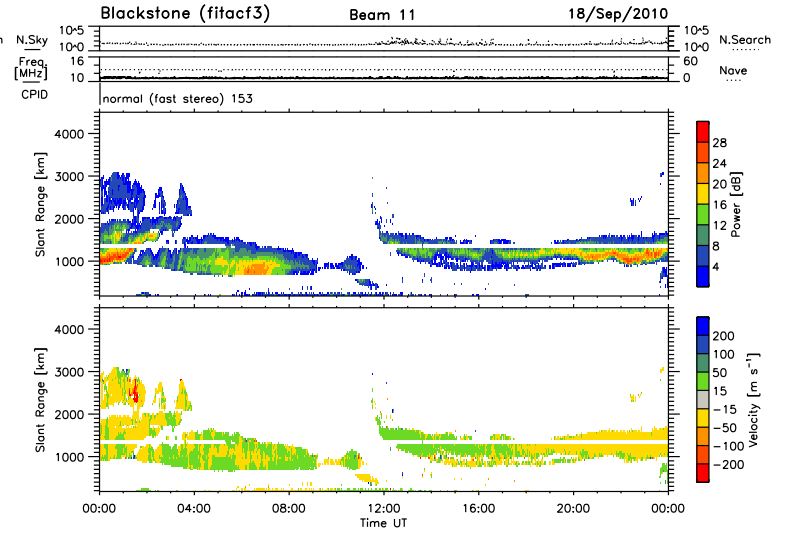 Blackstone (fitacf3) Beam 11 18/Sep/2010
N.Sky 10^5 10^0 10^5 10^0 N.Search
Freq. [MHz] 16 10 60 0 Nave
CPID normal (fast stereo) 153
Slant Range [km] 4000 3000 2000 1000
28 24 20 16 12 8 4 Power [dB]
Slant Range [km] 4000 3000 2000 1000
200 100 50 15 -15 -50 -100 -200 Velocity [m s⁻¹]
00:00 04:00 08:00 12:00 16:00 20:00 00:00
Time UT